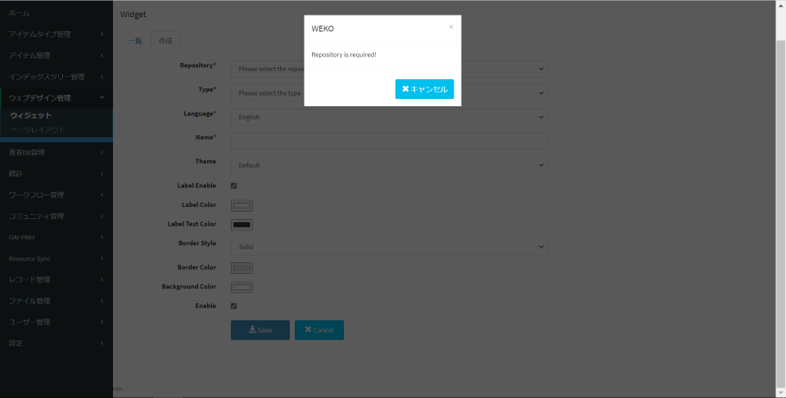 ホーム
アイテムタイプ管理
アイテム管理
インデックスツリー管理
ウェブデザイン管理
ウィジェット
ページレイアウト
著者DB管理
統計
ワークフロー管理
コミュニティ管理
OAI-PMH
Resource Sync
レコード管理
ファイル管理
ユーザー管理
設定
Widget
一覧
作成
WEKO
×
Repository is required!
✖キャンセル
Repository*
Please select the repos
Type*
Please select the type
Language*
English
Name*
Theme
Default
Label Enable
Label Color
Label Text Color
Border Style
Solid
Border Color
Background Color
Enable
Save
✖ Cancel